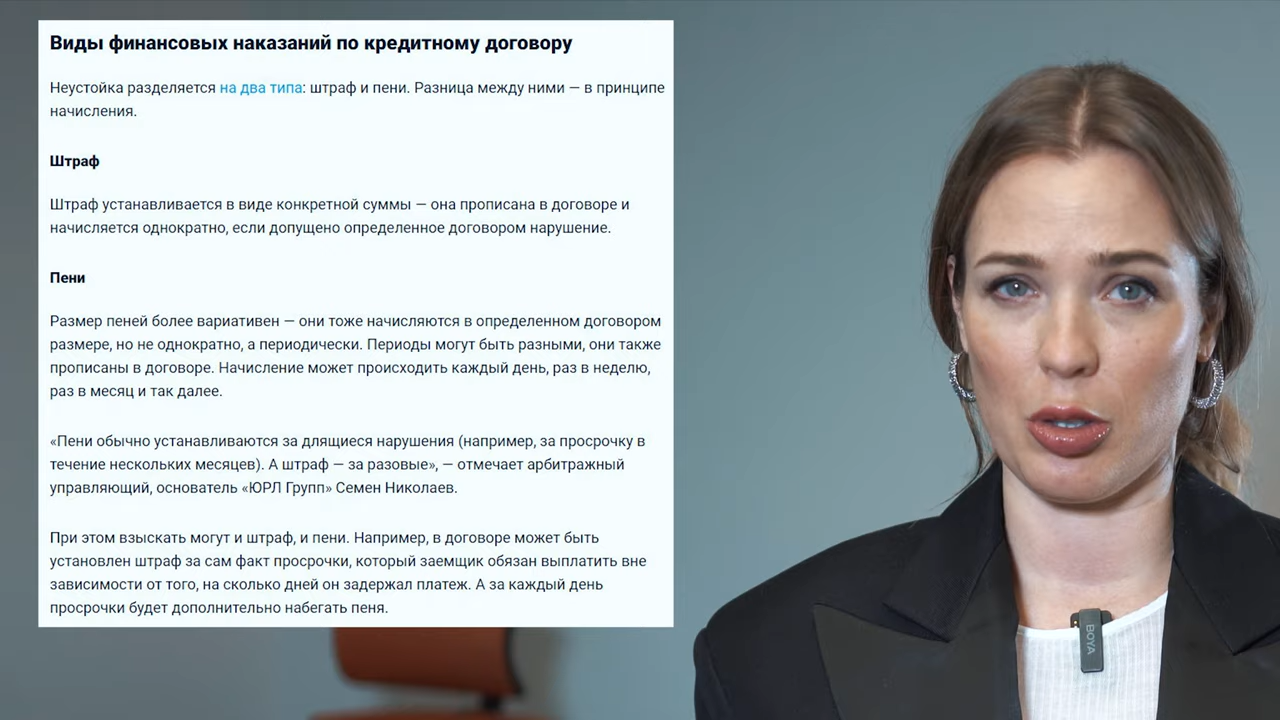 Виды финансовых наказаний по кредитному договору
Неустойка разделяется на два типа: штраф и пени. Разница между ними — в принципе
начисления.
Штраф
Штраф устанавливается в виде конкретной суммы — она прописана в договоре и
начисляется однократно, если допущено определенное договором нарушение.
Пени
Размер пеней более вариативен — они тоже начисляются в определенном договором
размере, но не однократно, а периодически. Периоды могут быть разными, они также
прописаны в договоре. Начисление может происходить каждый день, раз в неделю,
раз в месяц и так далее.
«Пени обычно устанавливаются за длящиеся нарушения (например, за просрочку в
течение нескольких месяцев). А штраф — за разовые», — отмечает арбитражный
управляющий, основатель «ЮРЛ Групп» Семен Николаев.
При этом взыскать могут и штраф, и пени. Например, в договоре может быть
установлен штраф за сам факт просрочки, который заемщик обязан выплатить вне
зависимости от того, на сколько дней он задержал платеж. А за каждый день
просрочки будет дополнительно набегать пеня.
BOYA